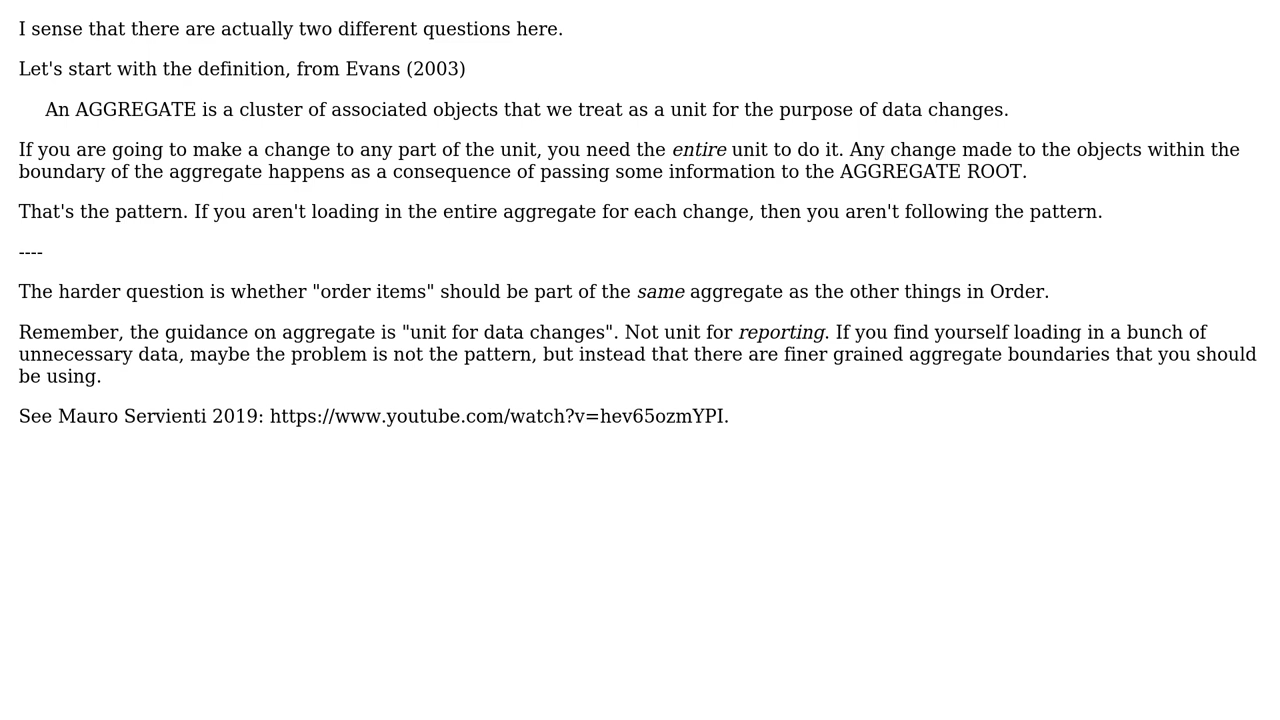 I sense that there are actually two different questions here.
Let's start with the definition, from Evans (2003)
An AGGREGATE is a cluster of associated objects that we treat as a unit for the purpose of data changes.
If you are going to make a change to any part of the unit, you need the entire unit to do it. Any change made to the objects within the
boundary of the aggregate happens as a consequence of passing some information to the AGGREGATE ROOT.
That's the pattern. If you aren't loading in the entire aggregate for each change, then you aren't following the pattern.
----
The harder question is whether "order items" should be part of the same aggregate as the other things in Order.
Remember, the guidance on aggregate is "unit for data changes". Not unit for reporting. If you find yourself loading in a bunch of
unnecessary data, maybe the problem is not the pattern, but instead that there are finer grained aggregate boundaries that you should
be using.
See Mauro Servienti 2019: https://www.youtube.com/watch?v=hev65ozmYPI.